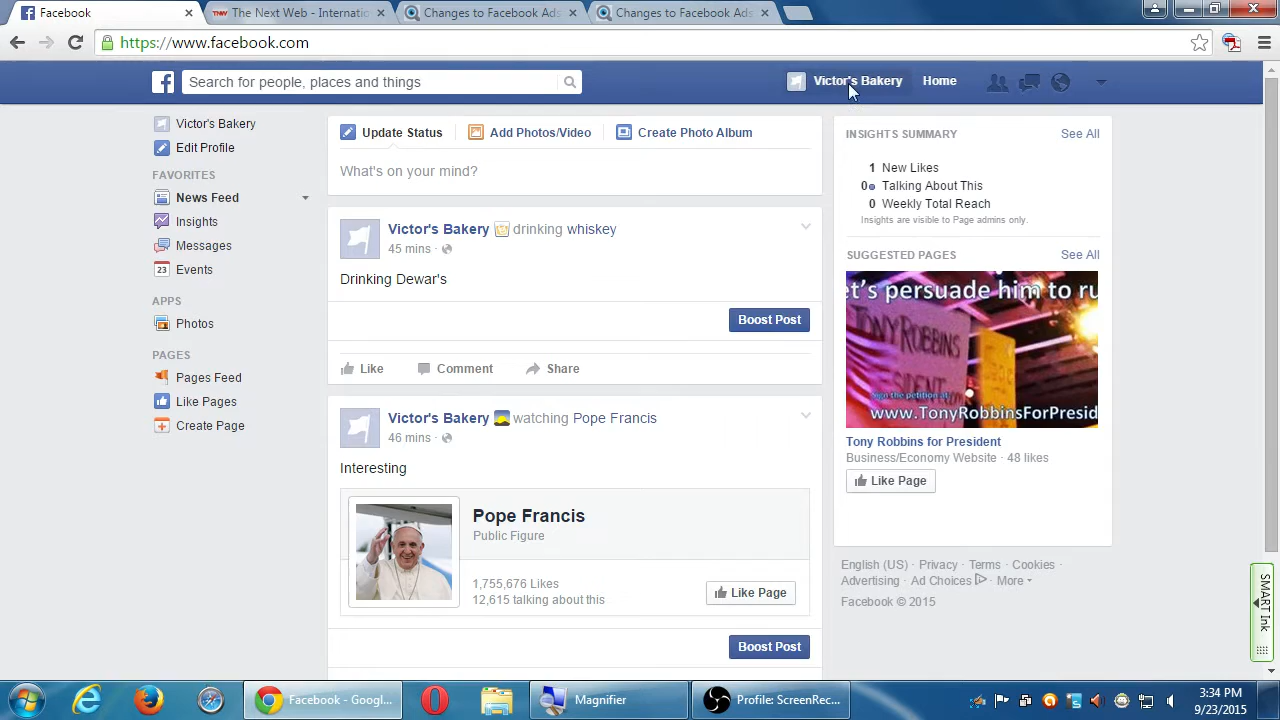 Facebook
The Next Web - Internatio
Changes to Facebook Ads
Changes to Facebook Ads
https://www.facebook.com
Search for people, places and things
Victor's Bakery
Home
Victor's Bakery
Edit Profile
FAVORITES
News Feed
Insights
Messages
23 Events
APPS
Photos
PAGES
Pages Feed
Like Pages
Create Page
Update Status
Add Photos/Video
Create Photo Album
What's on your mind?
Victor's Bakery drinking whiskey
45 mins ·
Drinking Dewar's
Boost Post
Like
Comment
Share
Victor's Bakery watching Pope Francis
46 mins ·
Interesting
Pope Francis
Public Figure
1,755,676 Likes
12,615 talking about this
Like Page
Boost Post
INSIGHTS SUMMARY
See All
1 New Likes
0 Talking About This
0 Weekly Total Reach
Insights are visible to Page admins only.
SUGGESTED PAGES
See All
et's persuade him to ru
TONY ROBBINS
ESIDENT
Sign the petition at
www.TonyRobbinsForPresid
Tony Robbins for President
Business/Economy Website · 48 likes
Like Page
English (US) · Privacy · Terms · Cookies ·
Advertising · Ad Choices · More
Facebook © 2015
SMART Ink
Facebook - Googl...
Magnifier
Profile: ScreenRec...
3:34 PM
9/23/2015